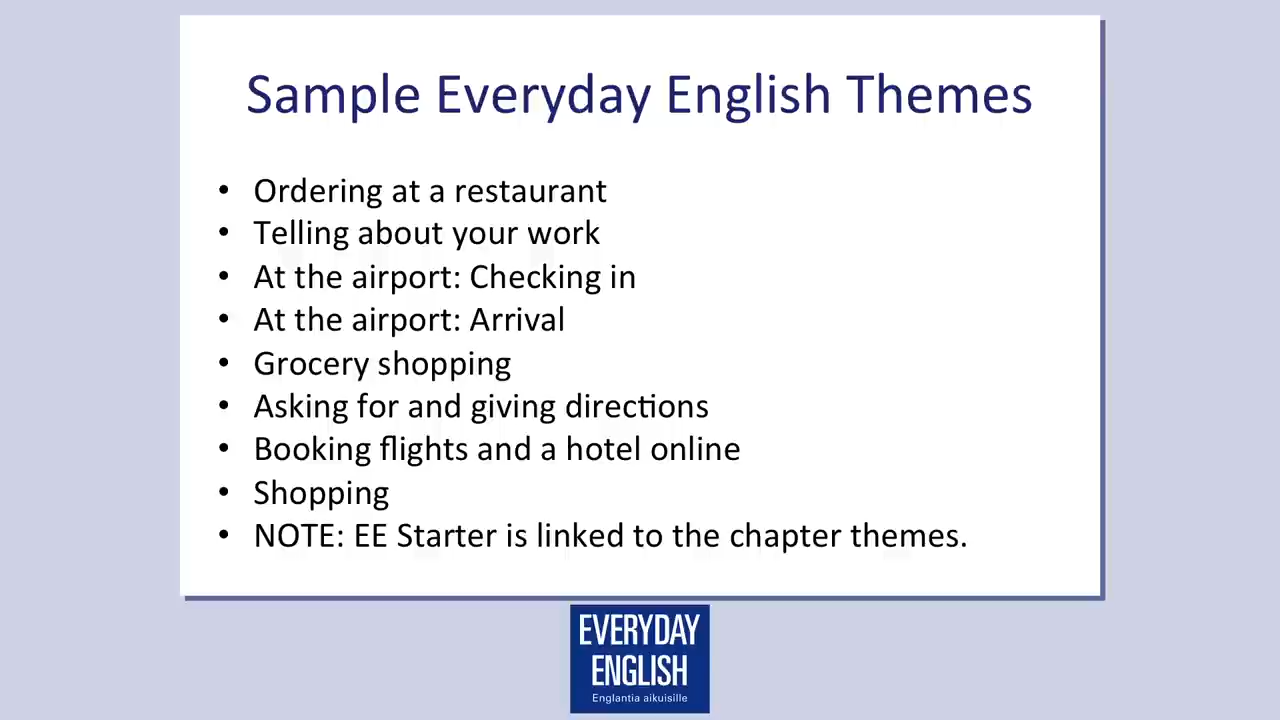 Sample Everyday English Themes
• Ordering at a restaurant
• Telling about your work
• At the airport: Checking in
• At the airport: Arrival
• Grocery shopping
• Asking for and giving directions
• Booking flights and a hotel online
• Shopping
• NOTE: EE Starter is linked to the chapter themes.
EVERYDAY
ENGLISH
Englantia aikuisille